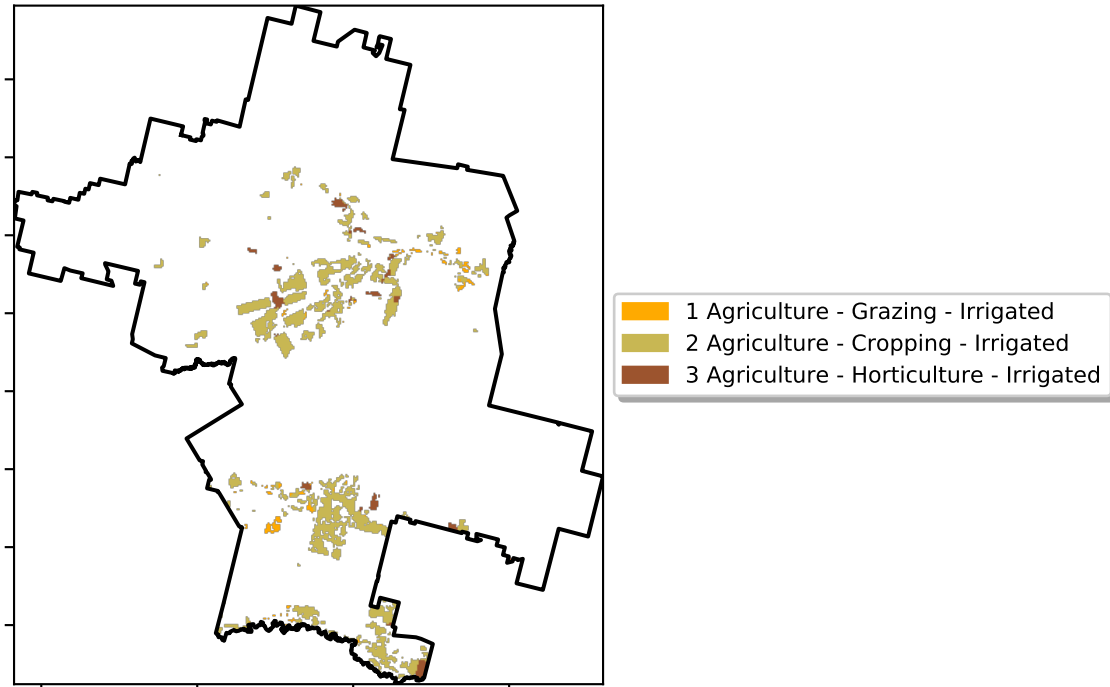 1 Agriculture - Grazing - Irrigated
2 Agriculture - Cropping - Irrigated
3 Agriculture - Horticulture - Irrigated